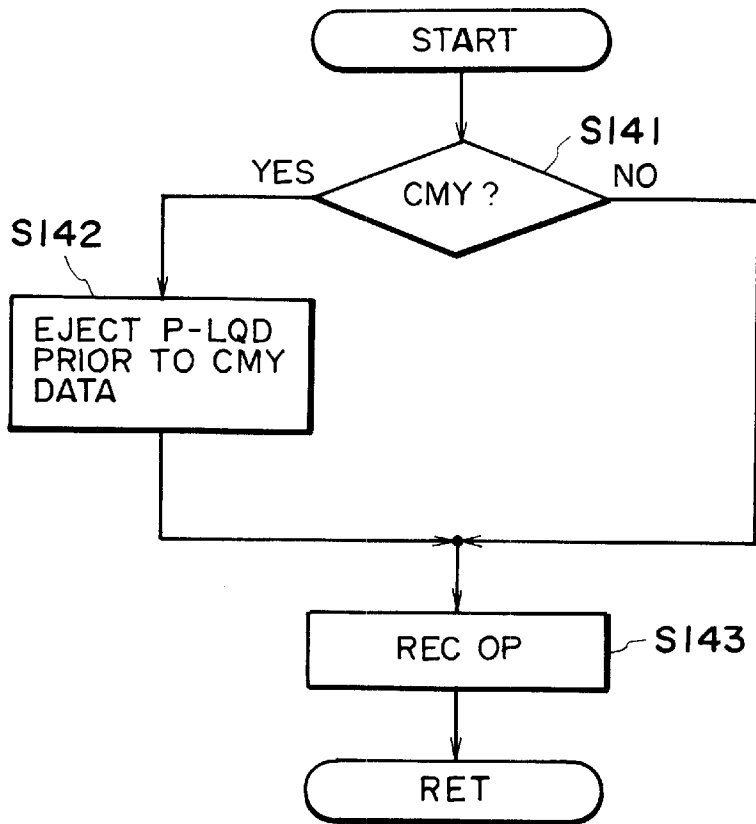 START
S141
YES
CMY ?
NO
S142
EJECT P-LQD
PRIOR TO CMY
DATA
REC OP
S143
RET